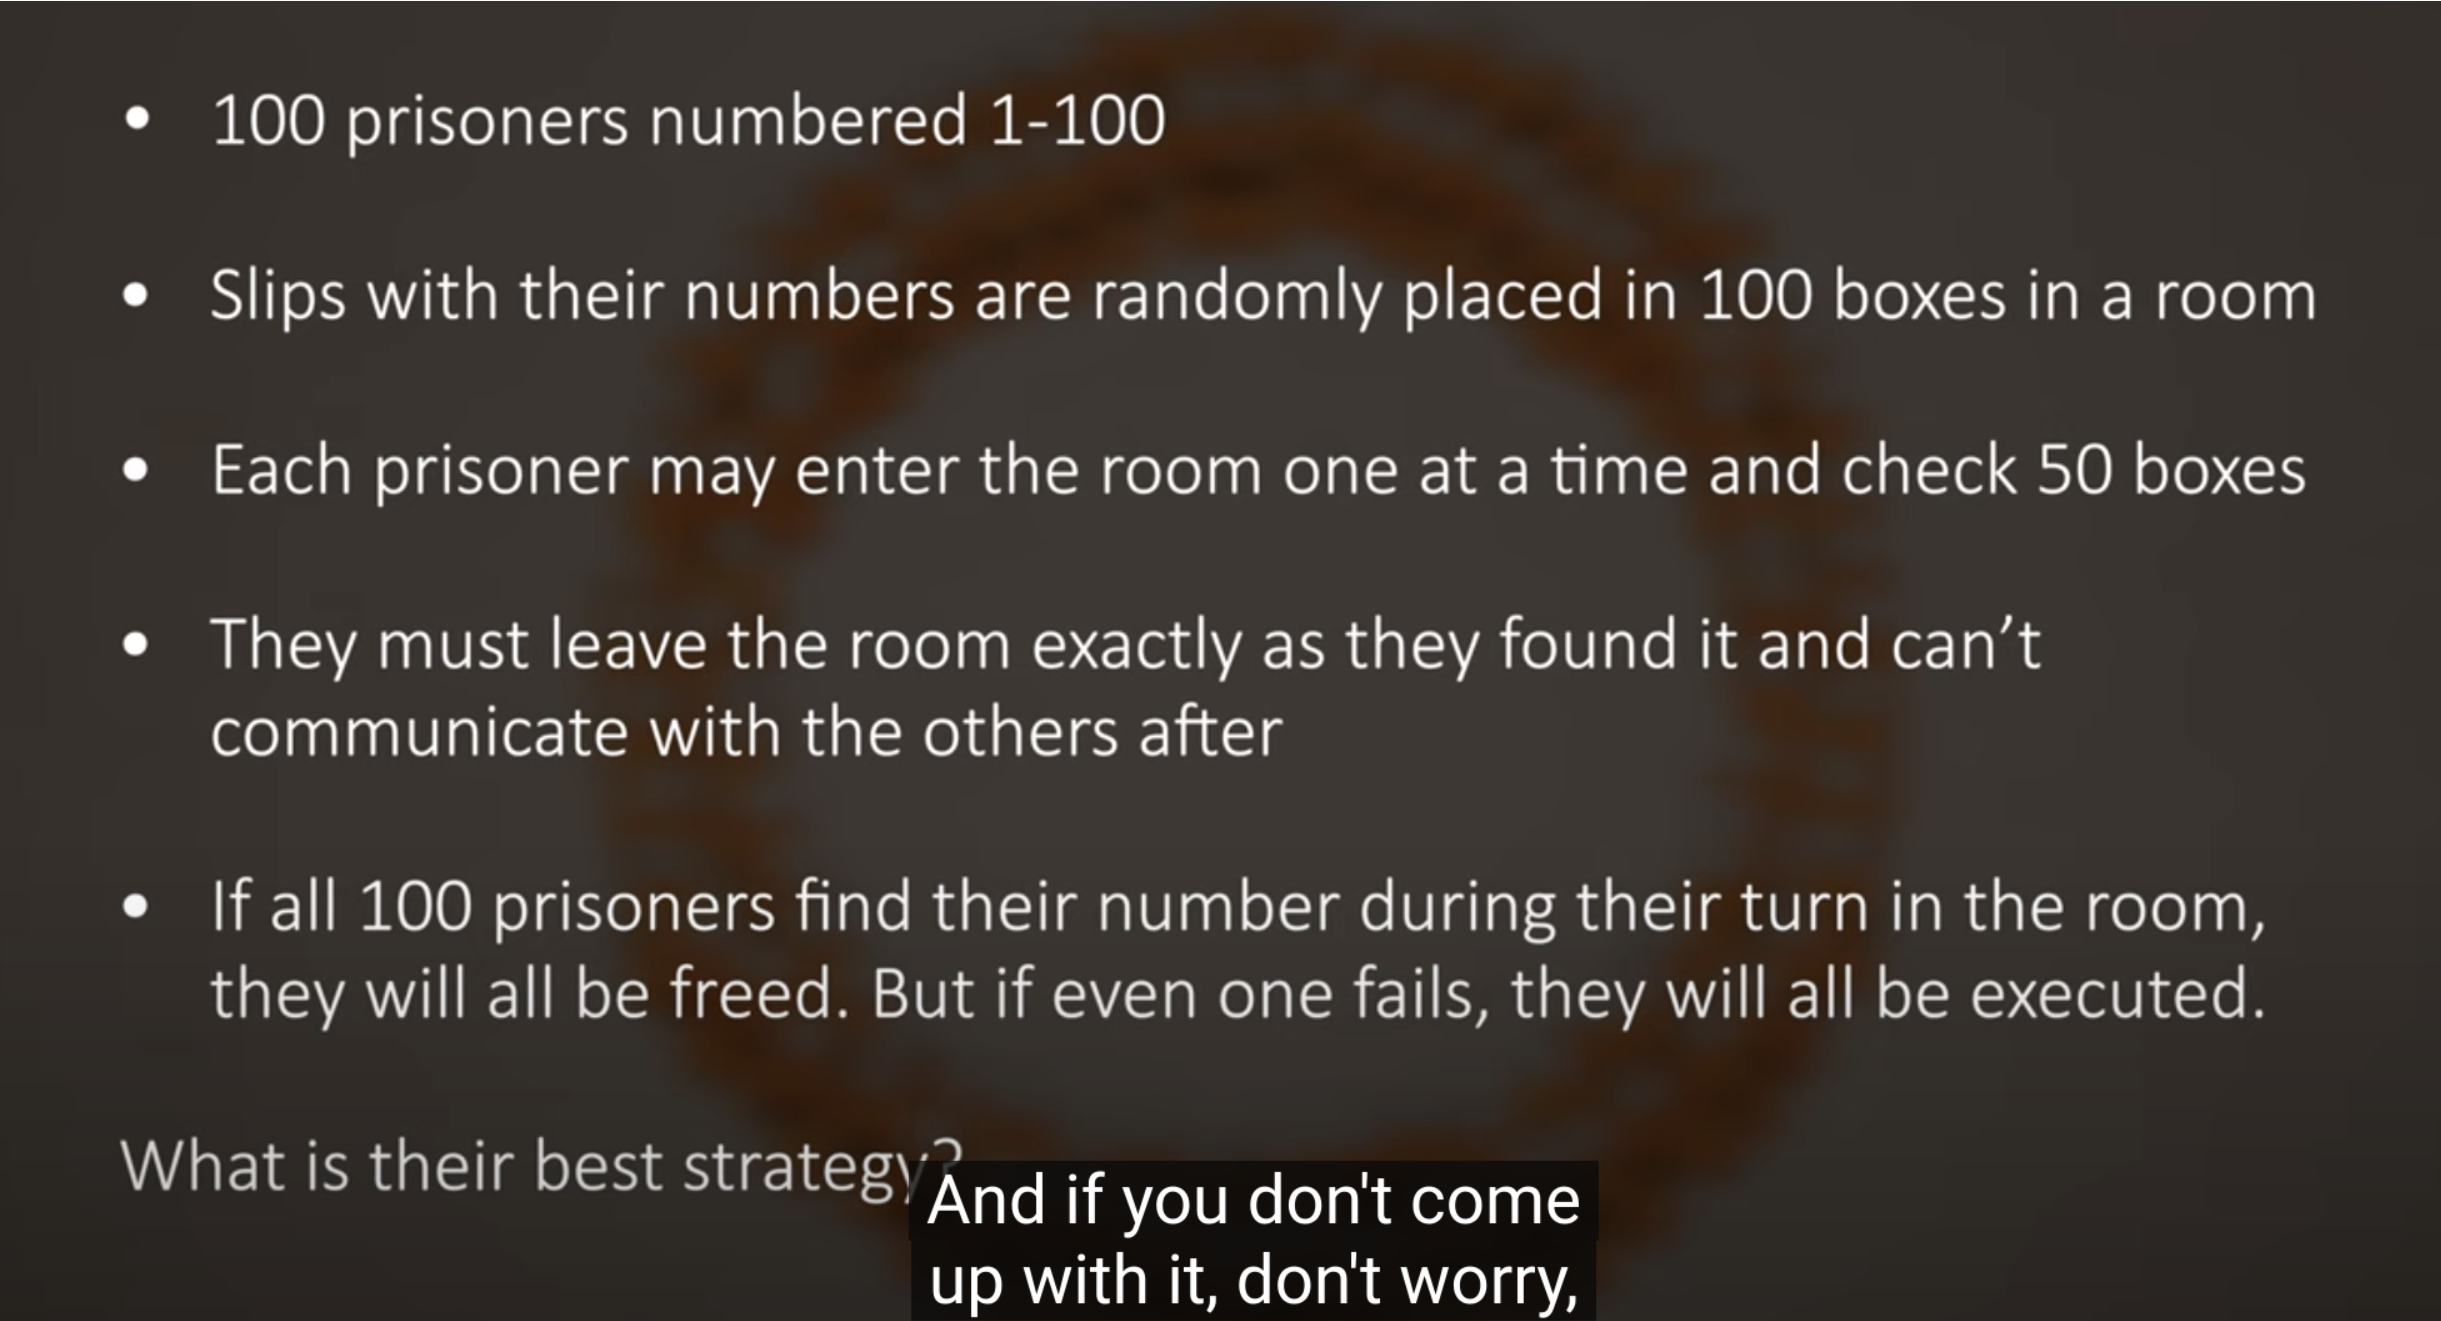 • 100 prisoners numbered 1-100
• Slips with their numbers are randomly placed in 100 boxes in a room
• Each prisoner may enter the room one at a time and check 50 boxes
• They must leave the room exactly as they found it and can’t
communicate with the others after
• If all 100 prisoners find their number during their turn in the room,
they will all be freed. But if even one fails, they will all be executed.
What is their best strategy?
And if you don't come
up with it, don't worry,